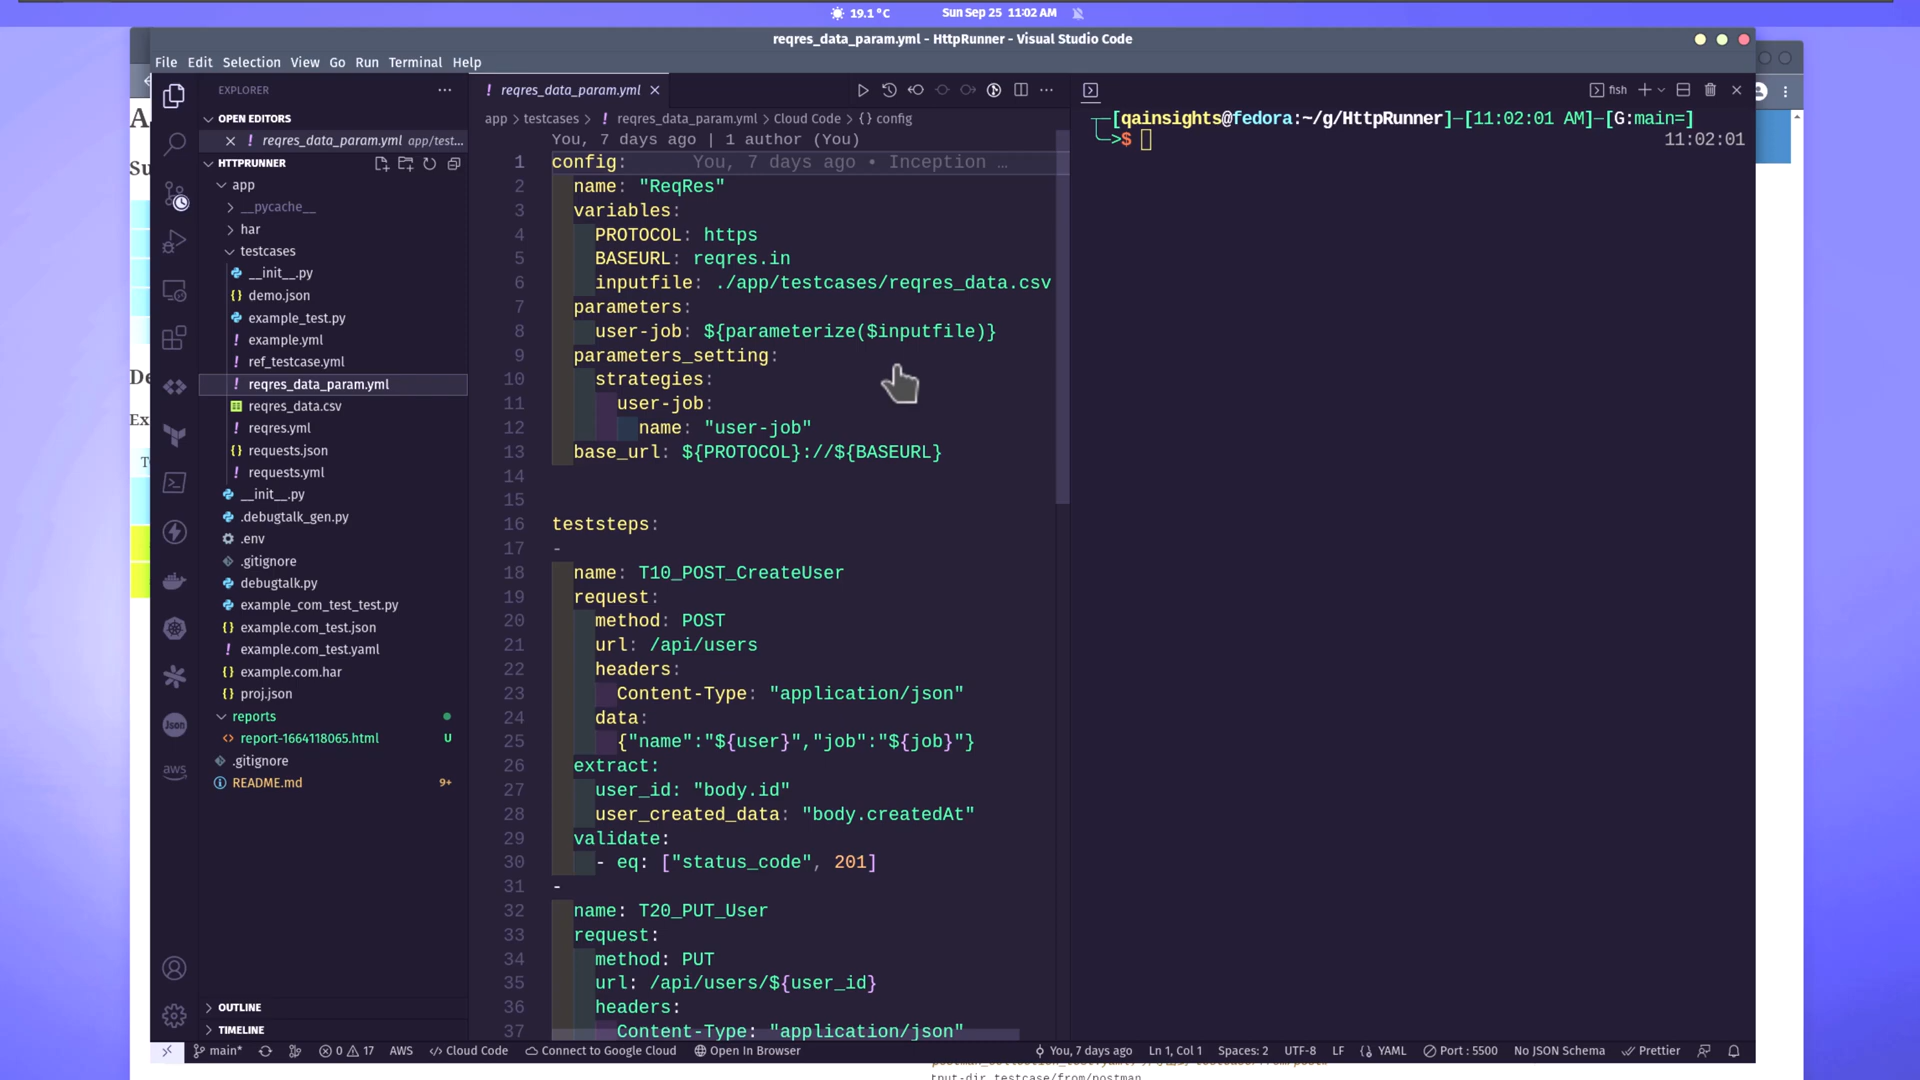 19.1 °C
Sun Sep 25 11:02 AM
reqres_data_param.yml - HttpRunner - Visual Studio Code
File Edit Selection View Go Run Terminal Help
EXPLORER
OPEN EDITORS
reqres_data_param.yml app/test...
HTTPRUNNER
app
__pycache__
har
testcases
__init__.py
demo.json
example_test.py
example.yml
ref_testcase.yml
reqres_data_param.yml
reqres_data.csv
reqres.yml
requests.json
requests.yml
__init__.py
.debugtalk_gen.py
.env
.gitignore
debugtalk.py
example_com_test_test.py
example.com_test.json
example.com_test.yaml
example.com.har
proj.json
reports
report-1664118065.html U
.gitignore
README.md 9+
OUTLINE
TIMELINE
Json
aws
reqres_data_param.yml
app > testcases > ! reqres_data_param.yml > Cloud Code > {} config
You, 7 days ago | 1 author (You)
1 config: You, 7 days ago • Inception …
2 name: "ReqRes"
3 variables:
4 PROTOCOL: https
5 BASEURL: reqres.in
6 inputfile: ./app/testcases/reqres_data.csv
7 parameters:
8 user-job: ${parameterize($inputfile)}
9 parameters_setting:
10 strategies:
11 user-job:
12 name: "user-job"
13 base_url: ${PROTOCOL}://${BASEURL}
14
15
16 teststeps:
17 -
18 name: T10_POST_CreateUser
19 request:
20 method: POST
21 url: /api/users
22 headers:
23 Content-Type: "application/json"
24 data:
25 {"name":"${user}","job":"${job}"}
26 extract:
27 user_id: "body.id"
28 user_created_data: "body.createdAt"
29 validate:
30 - eq: ["status_code", 201]
31 -
32 name: T20_PUT_User
33 request:
34 method: PUT
35 url: /api/users/${user_id}
36 headers:
37 Content-Type: "application/json"
fish
[qainsights@fedora:~/g/HttpRunner]-[11:02:01 AM]-[G:main=]
>$ 11:02:01
main* 0 17 AWS Cloud Code Connect to Google Cloud Open In Browser You, 7 days ago Ln 1, Col 1 Spaces: 2 UTF-8 LF YAML Port : 5500 No JSON Schema Prettier
tput-dir testcase/from/postman